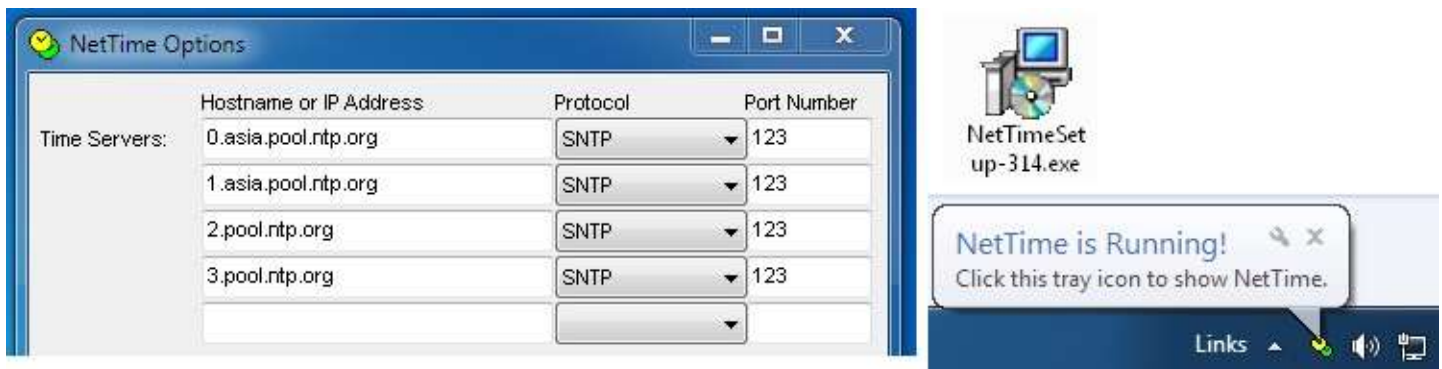 NetTime Options
Hostname or IP Address Protocol Port Number
Time Servers: 0.asia.pool.ntp.org SNTP 123
1.asia.pool.ntp.org SNTP 123
2.pool.ntp.org SNTP 123
3.pool.ntp.org SNTP 123
NetTimeSet
up-314.exe
NetTime is Running!
Click this tray icon to show NetTime.
Links